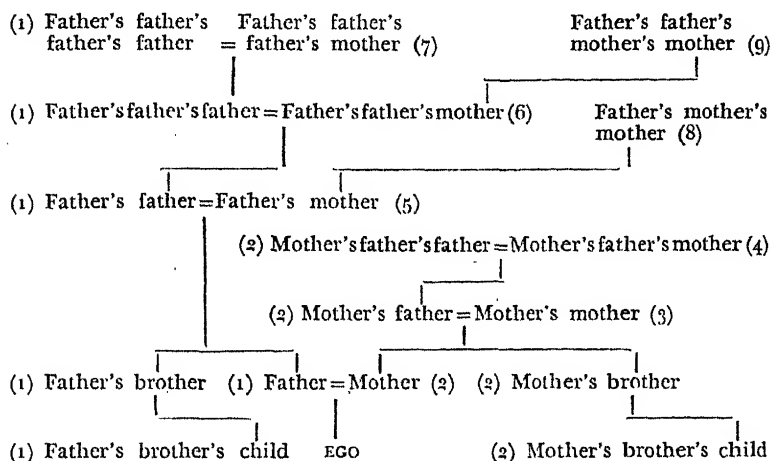 (1) Father's father's Father's father's Father's father's
father's father = father's mother (7) mother's mother (9)
(1) Father's father's father = Father's father's mother (6) Father's mother's
mother (8)
(1) Father's father = Father's mother (5)
(2) Mother's father's father = Mother's father's mother (4)
(2) Mother's father = Mother's mother (3)
(1) Father's brother (1) Father = Mother (2) (2) Mother's brother
(1) Father's brother's child EGO (2) Mother's brother's child